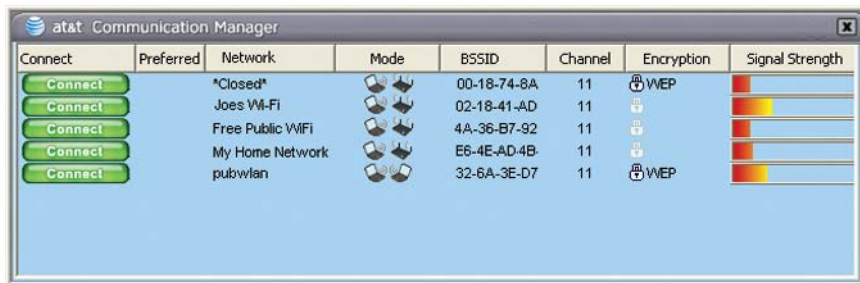 at&t Communication Manager
Connect Preferred Network Mode BSSID Channel Encryption Signal Strength
Connect *Closed* 00-18-74-8A 11 WEP
Connect Joes Wi-Fi 02-18-41-AD 11
Connect Free Public WiFi 4A-36-B7-92 11
Connect My Home Network E6-4E-AD-4B- 11
Connect pubwlan 32-6A-3E-D7 11 WEP